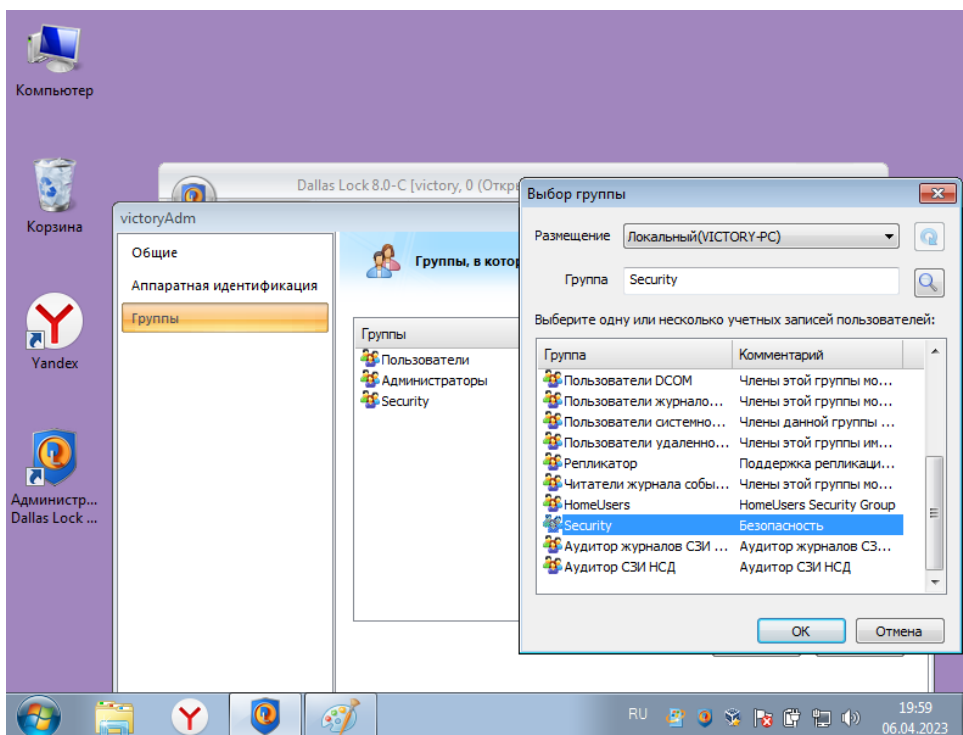 Компьютер
Корзина
Yandex
Администр...
Dallas Lock ...
Dallas Lock 8.0-C [victory, 0 (Откры
victoryAdm
Общие
Аппаратная идентификация
Группы
Группы, в котор
Группы
Пользователи
Администраторы
Security
Выбор группы
Размещение Локальный(VICTORY-PC)
Группа Security
Выберите одну или несколько учетных записей пользователей:
Группа Комментарий
Пользователи DCOM Члены этой группы мо...
Пользователи журнало... Члены этой группы мо...
Пользователи системно... Члены данной группы ...
Пользователи удаленно... Члены этой группы им...
Репликатор Поддержка репликаци...
Читатели журнала собы... Члены этой группы мо...
HomeUsers HomeUsers Security Group
Security Безопасность
Аудитор журналов СЗИ ... Аудитор журналов СЗ...
Аудитор СЗИ НСД Аудитор СЗИ НСД
OK Отмена
RU
19:59
06.04.2023